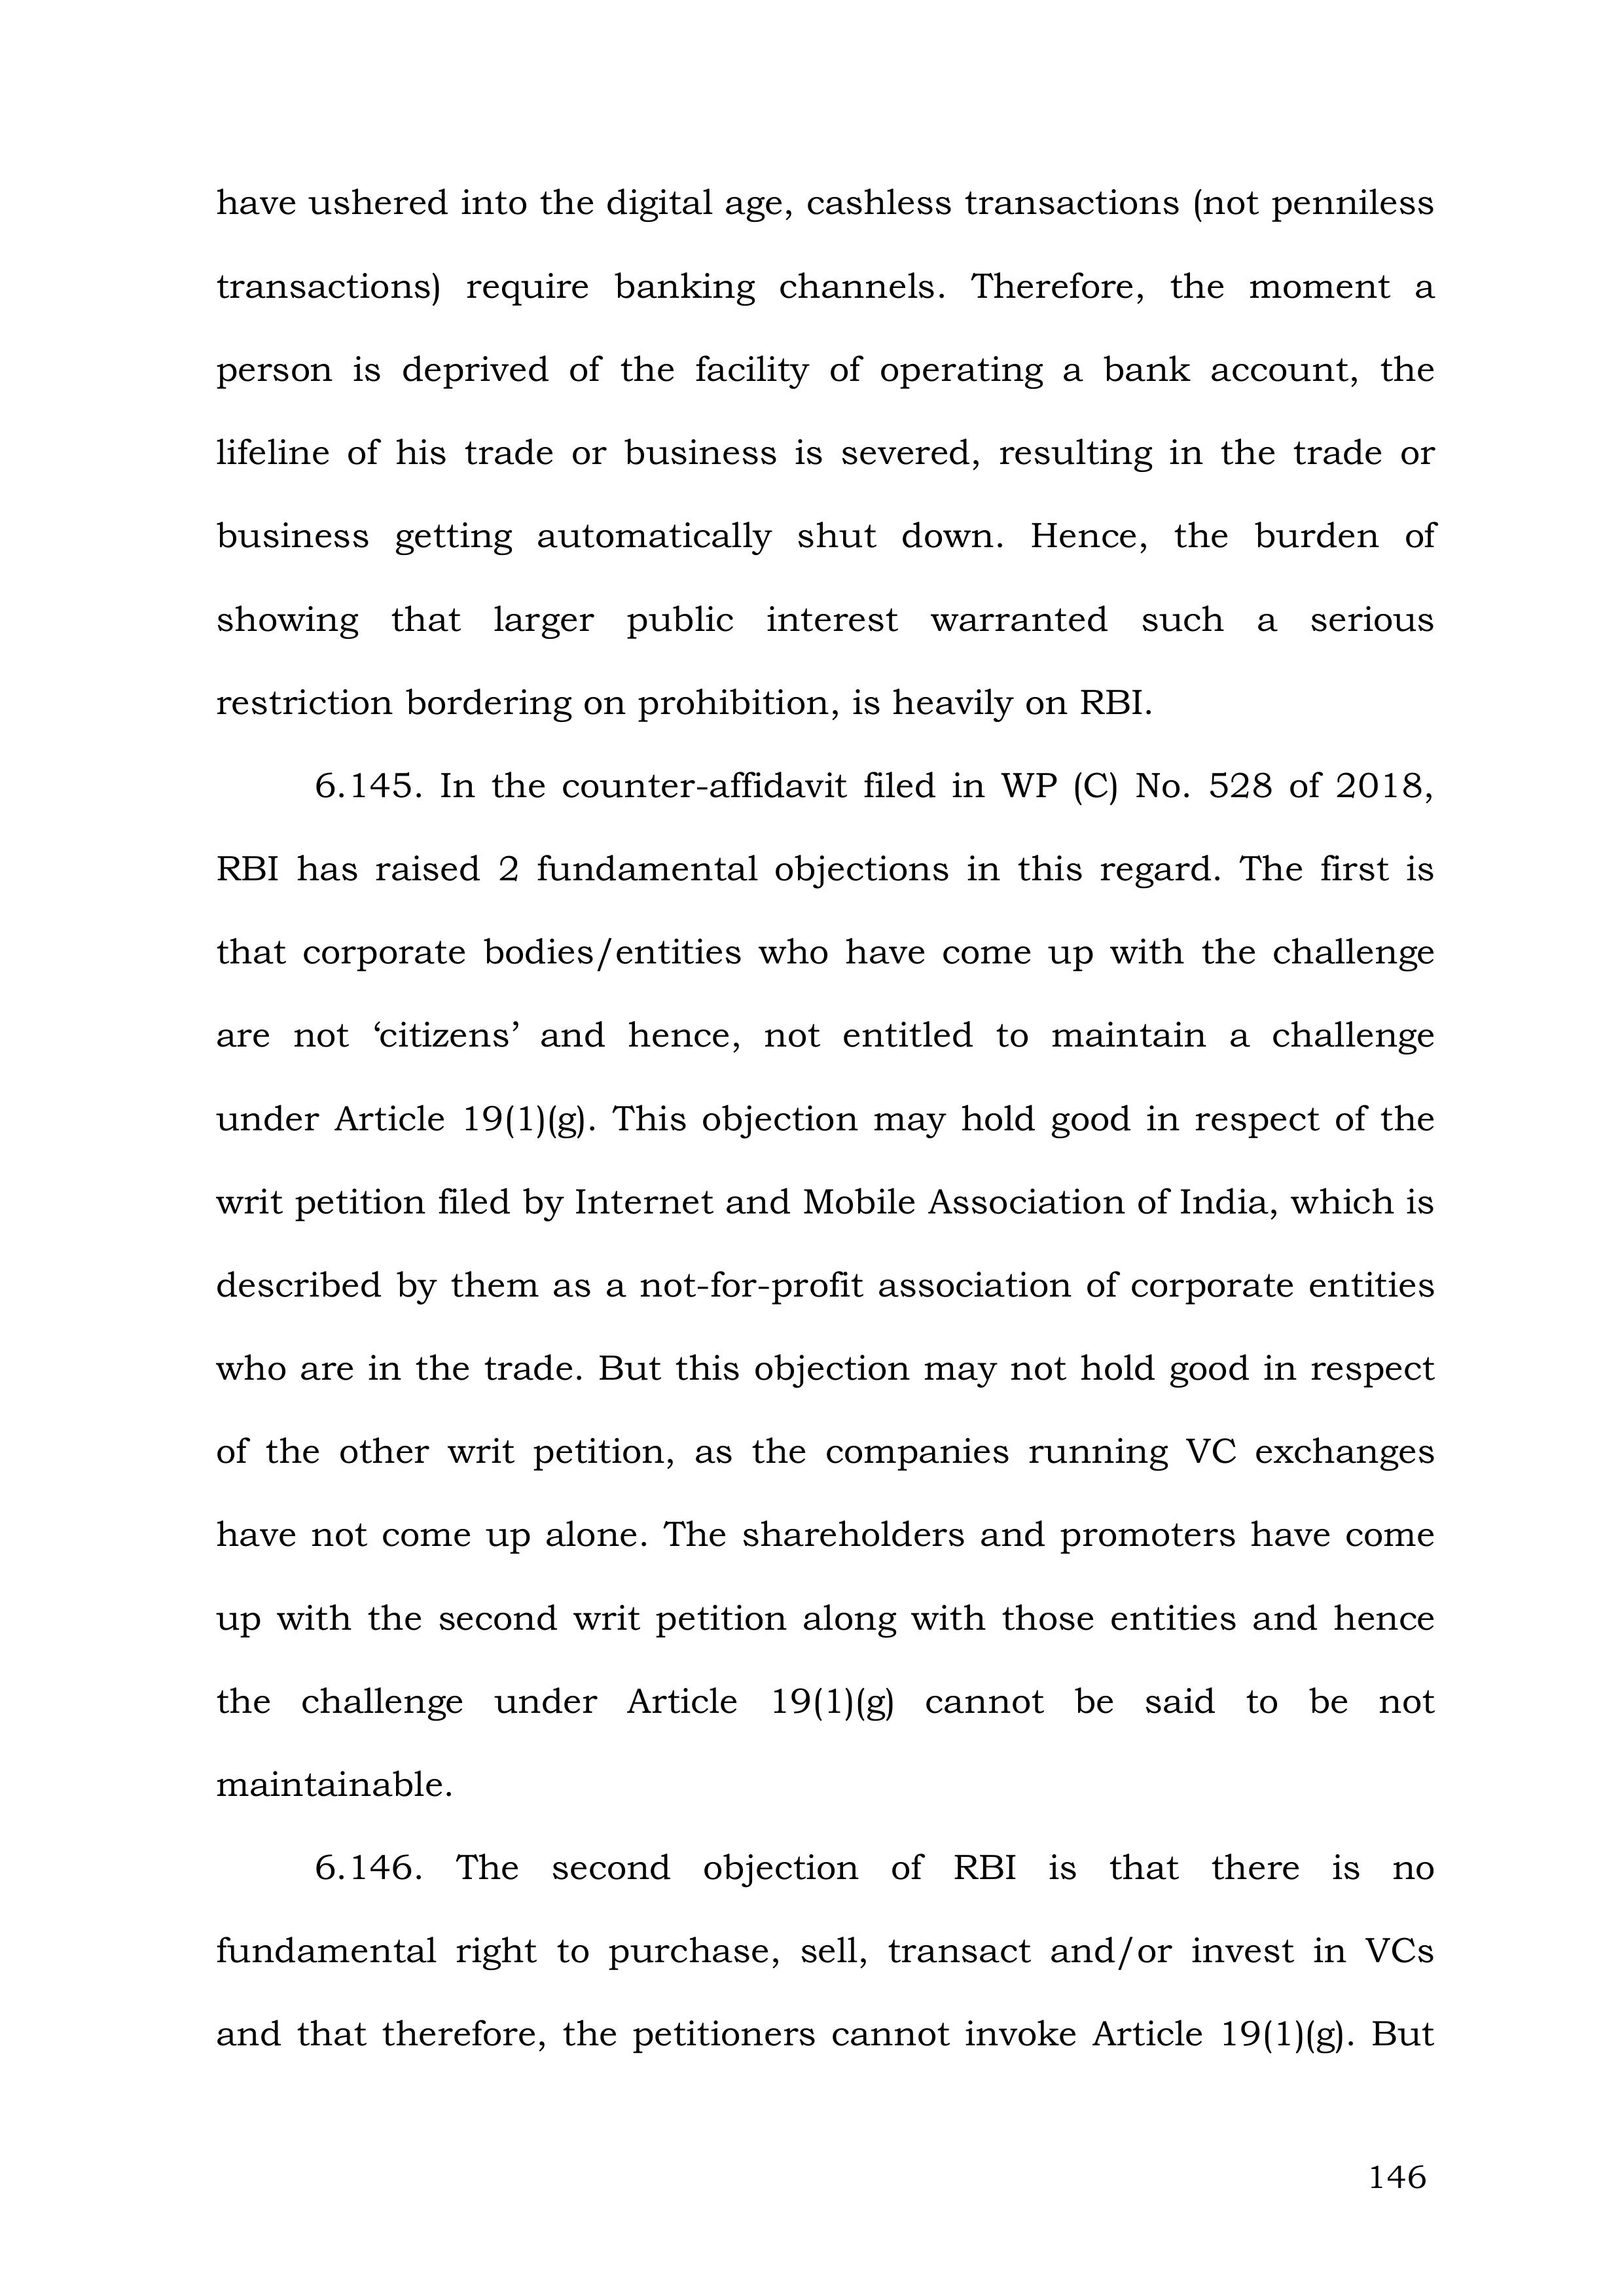 have ushered into the digital age, cashless transactions (not penniless
transactions) require banking channels. Therefore, the moment a
person is deprived of the facility of operating a bank account, the
lifeline of his trade or business is severed, resulting in the trade or
business getting automatically shut down. Hence, the burden of
showing that larger public interest warranted such a serious
restriction bordering on prohibition, is heavily on RBI.
6.145. In the counter-affidavit filed in WP (C) No. 528 of 2018,
RBI has raised 2 fundamental objections in this regard. The first is
that corporate bodies/entities who have come up with the challenge
are not ‘citizens’ and hence, not entitled to maintain a challenge
under Article 19(1)(g). This objection may hold good in respect of the
writ petition filed by Internet and Mobile Association of India, which is
described by them as a not-for-profit association of corporate entities
who are in the trade. But this objection may not hold good in respect
of the other writ petition, as the companies running VC exchanges
have not come up alone. The shareholders and promoters have come
up with the second writ petition along with those entities and hence
the challenge under Article 19(1)(g) cannot be said to be not
maintainable.
6.146. The second objection of RBI is that there is no
fundamental right to purchase, sell, transact and/or invest in VCs
and that therefore, the petitioners cannot invoke Article 19(1)(g). But
146